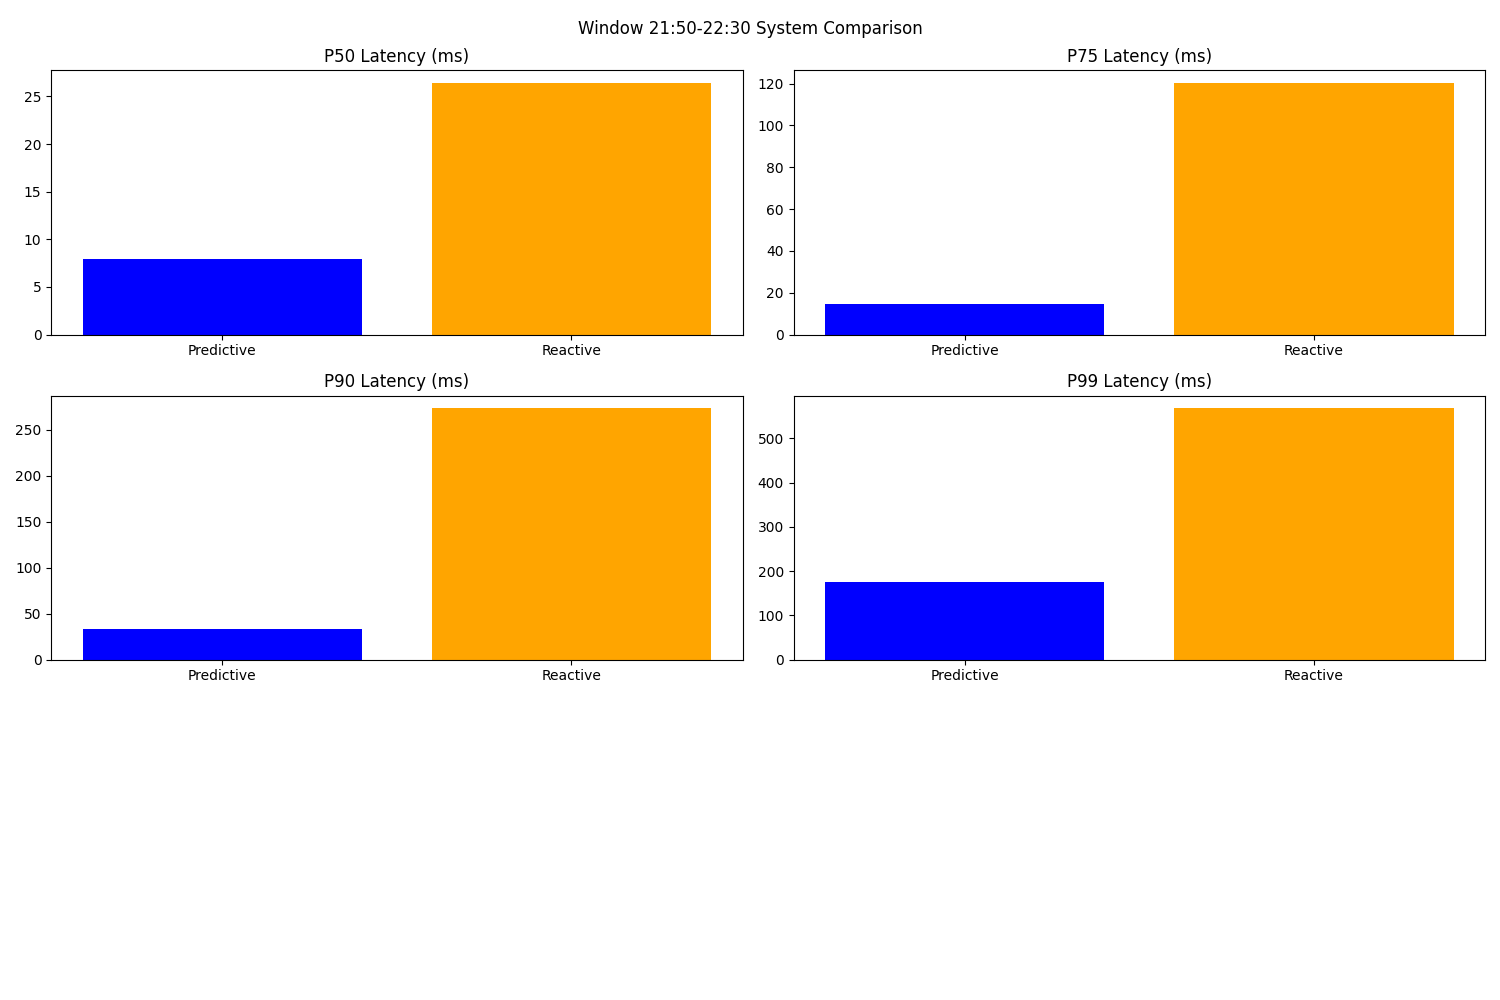 Window 21:50-22:30 System Comparison
P50 Latency (ms)
25
20
15
10
5
0
Predictive Reactive
P75 Latency (ms)
120
100
80
60
40
20
0
Predictive Reactive
P90 Latency (ms)
250
200
150
100
50
0
Predictive Reactive
P99 Latency (ms)
500
400
300
200
100
0
Predictive Reactive